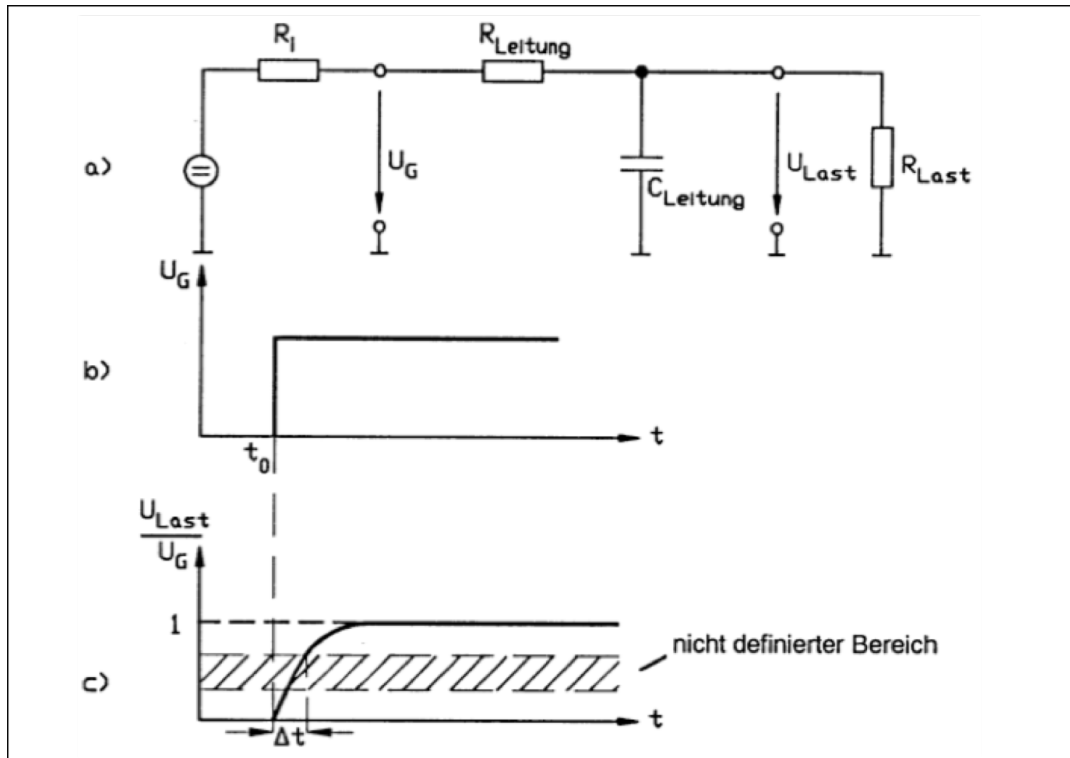 R_I R_Leitung
a) U_G C_Leitung U_Last R_Last
U_G
b)
t_0 t
U_Last
U_G
1
nicht definierter Bereich
c)
Δt t